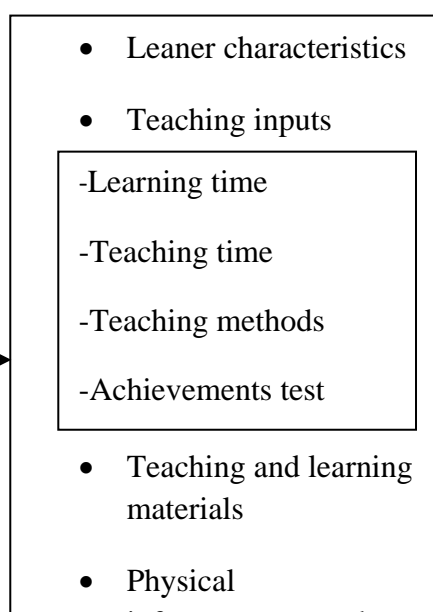 • Leaner characteristics
• Teaching inputs
-Learning time
-Teaching time
-Teaching methods
-Achievements test
• Teaching and learning
materials
• Physical